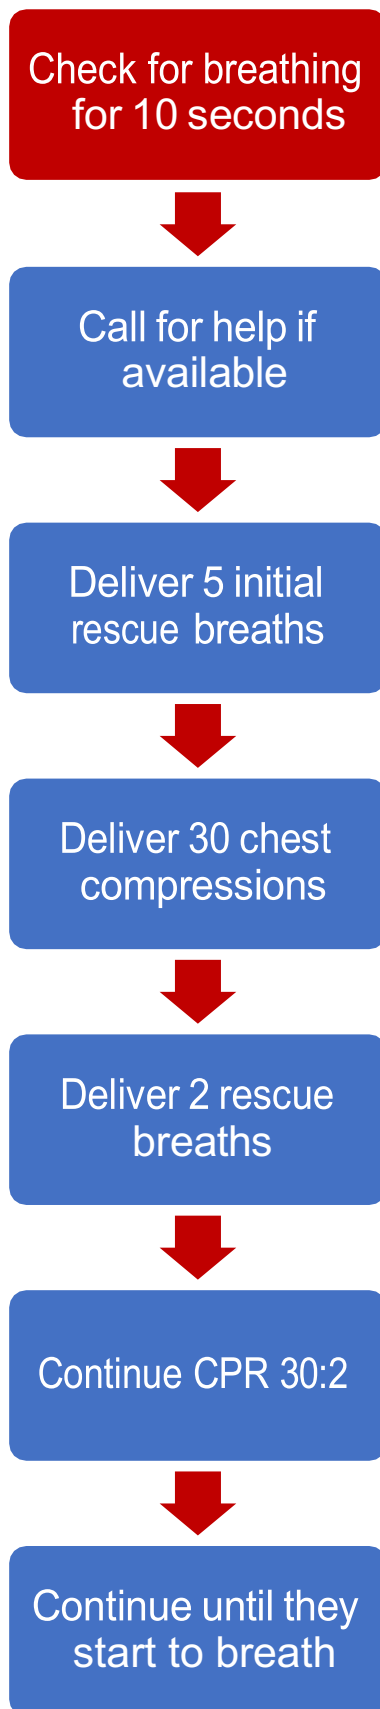 Check for breathing
for 10 seconds
Call for help if
available
Deliver 5 initial
rescue breaths
Deliver 30 chest
compressions
Deliver 2 rescue
breaths
Continue CPR 30:2
Continue until they
start to breath